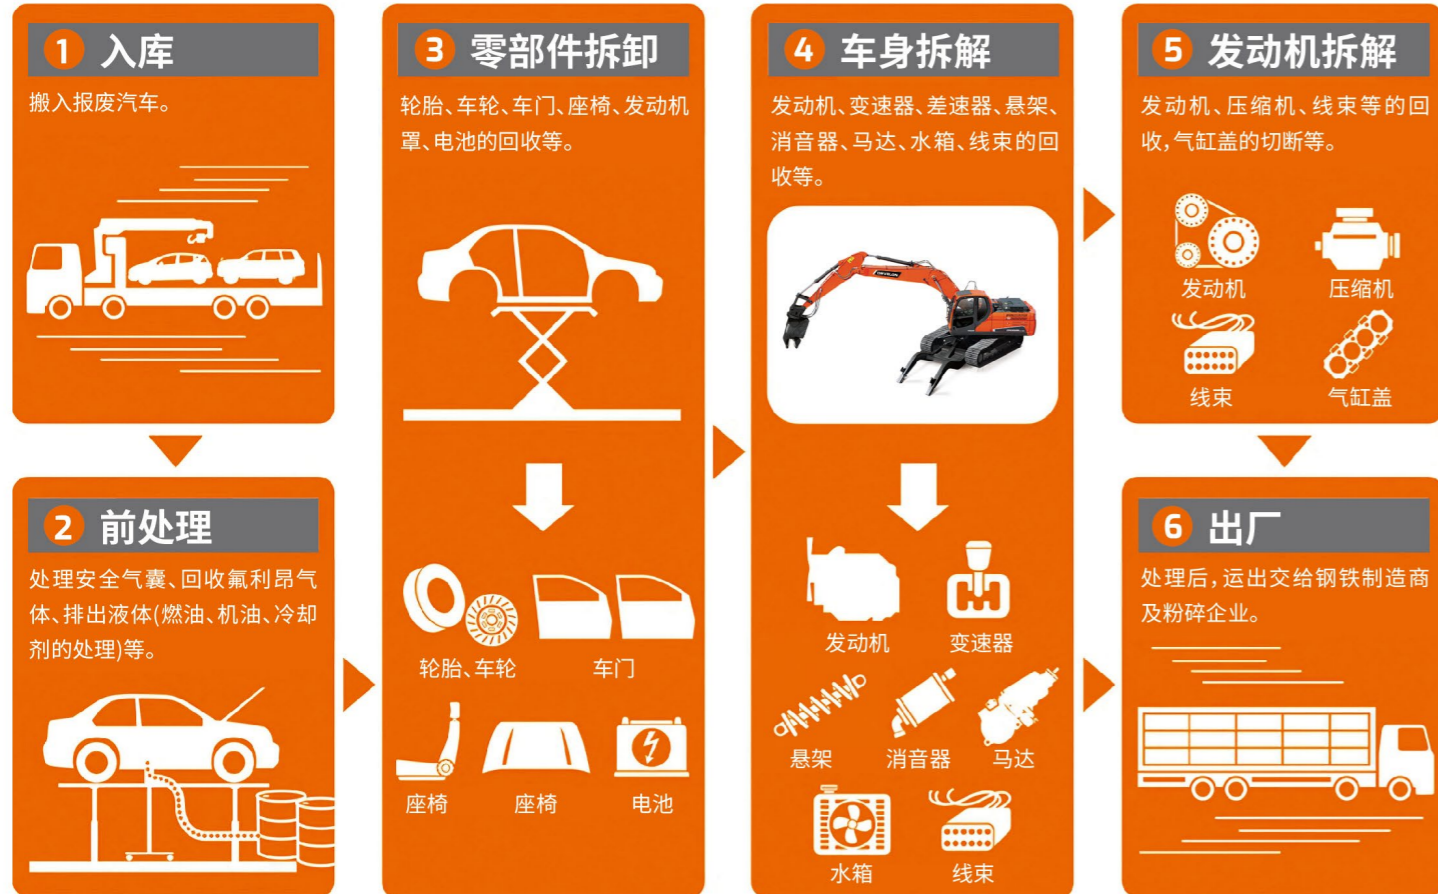 1 入库
搬入报废汽车。
2 前处理
处理安全气囊、回收氟利昂气
体、排出液体(燃油、机油、冷却
剂的处理)等。
3 零部件拆卸
轮胎、车轮、车门、座椅、发动机
罩、电池的回收等。
轮胎、车轮 车门
座椅 座椅 电池
4 车身拆解
发动机、变速器、差速器、悬架、
消音器、马达、水箱、线束的回
收等。
发动机 变速器
悬架 消音器 马达
水箱 线束
5 发动机拆解
发动机、压缩机、线束等的回
收,气缸盖的切断等。
发动机 压缩机
线束 气缸盖
6 出厂
处理后,运出交给钢铁制造商
及粉碎企业。